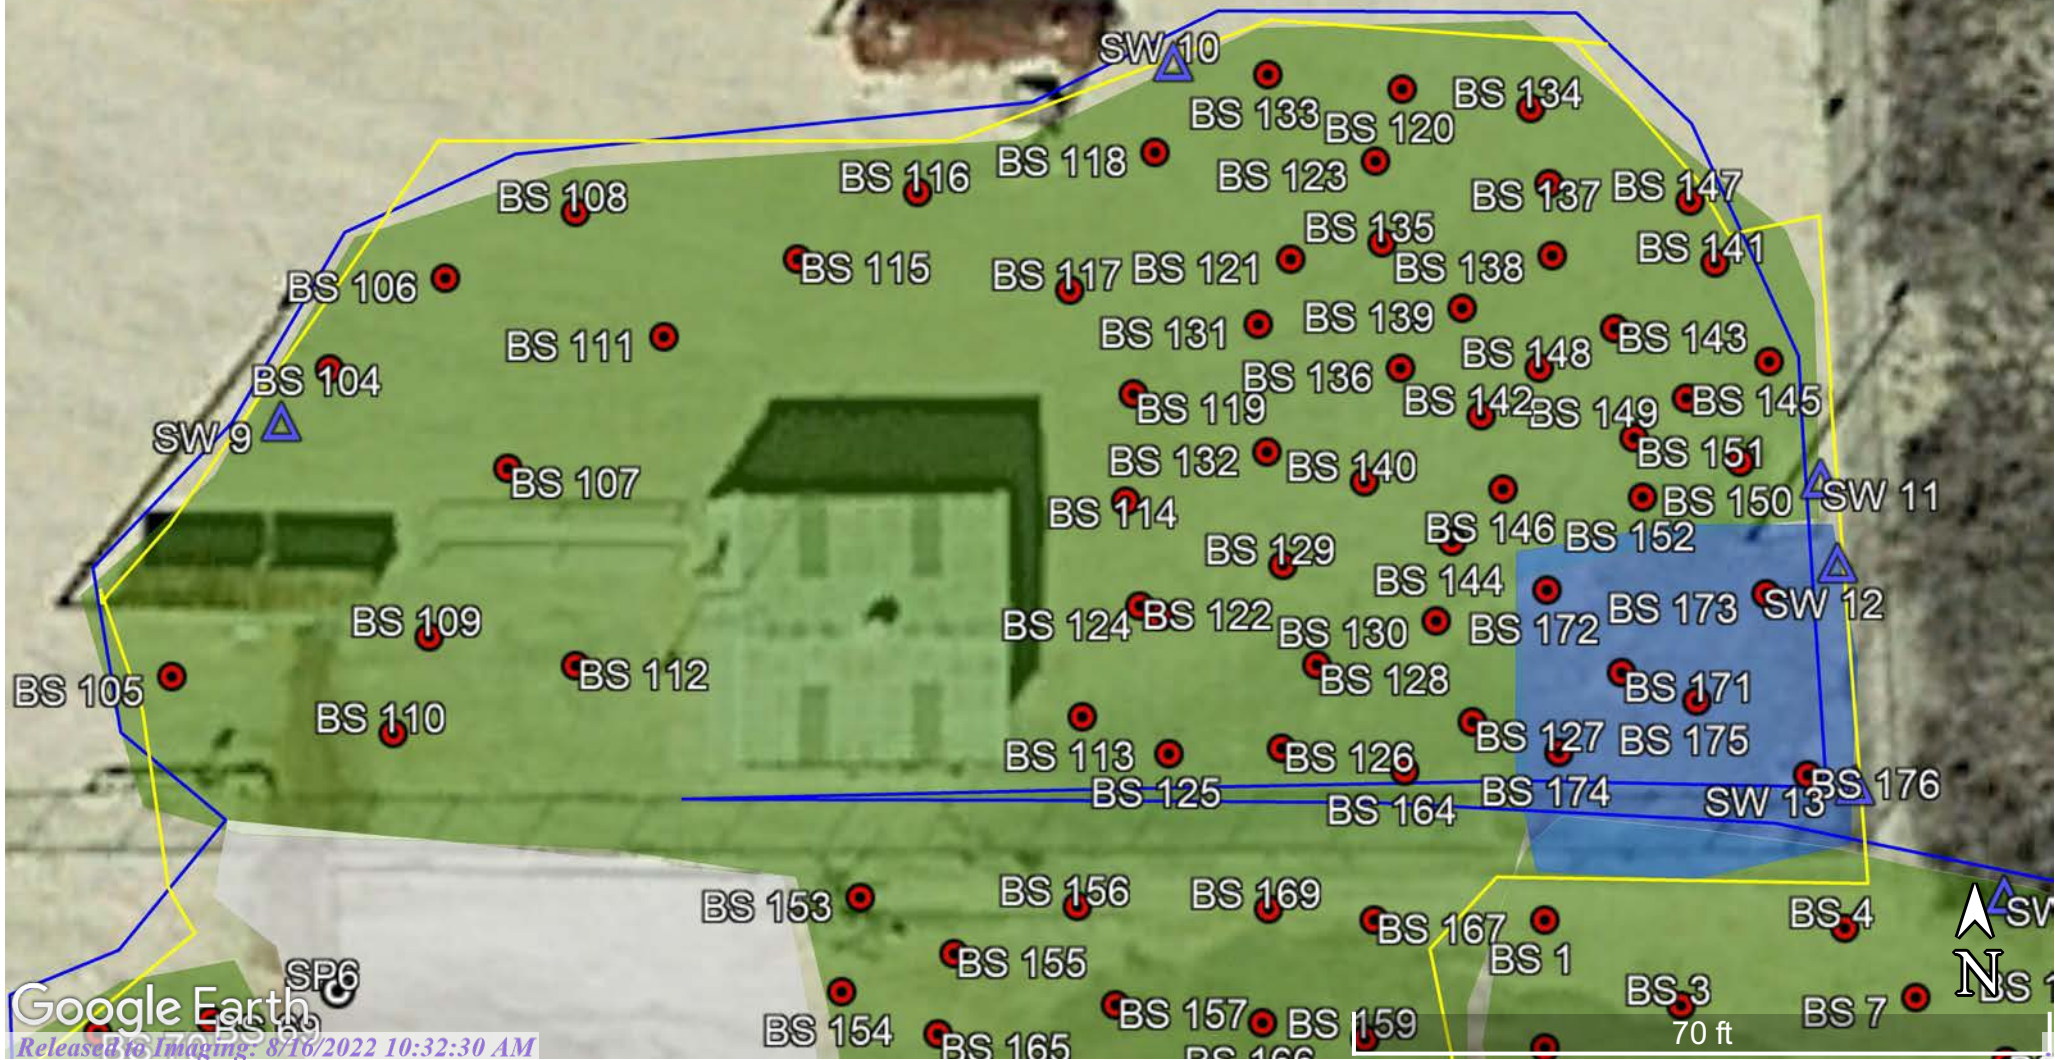 SW 10
BS 133
BS 120
BS 134
BS 118
BS 123
BS 137
BS 147
BS 108
BS 116
BS 135
BS 141
BS 106
BS 115
BS 117
BS 121
BS 138
BS 111
BS 131
BS 139
BS 143
BS 148
BS 104
BS 136
BS 119
BS 142
BS 149
BS 145
SW 9
BS 107
BS 132
BS 140
BS 151
BS 114
BS 150
SW 11
BS 146
BS 152
BS 129
BS 144
BS 109
BS 124
BS 122
BS 130
BS 172
BS 173
SW 12
BS 105
BS 112
BS 128
BS 171
BS 110
BS 113
BS 126
BS 127
BS 175
BS 125
BS 164
BS 174
SW 13
BS 176
BS 153
BS 156
BS 169
BS 167
BS 4
SW
BS 155
BS 1
N
SP6
BS 3
BS 7
BS 1
Google Earth
BS 69
BS 154
BS 165
BS 157
BS 166
BS 159
70 ft
Released to Imaging: 8/16/2022 10:32:30 AM